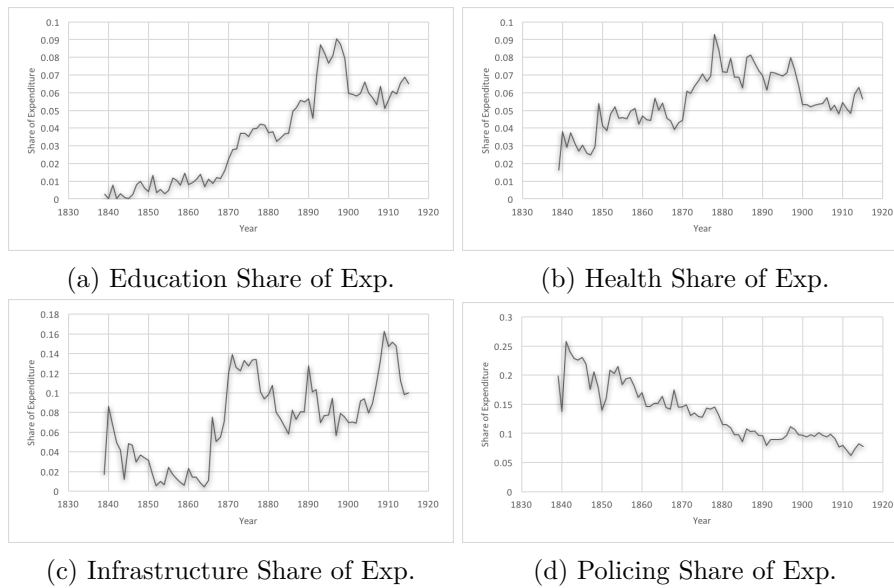 0.1
0.09
0.08
0.07
0.06
0.05
0.04
0.03
0.02
0.01
0
Share of Expenditure
1830 1840 1850 1860 1870 1880 1890 1900 1910 1920
Year
(a) Education Share of Exp.
0.1
0.09
0.08
0.07
0.06
0.05
0.04
0.03
0.02
0.01
0
Share of Expenditure
1830 1840 1850 1860 1870 1880 1890 1900 1910 1920
Year
(b) Health Share of Exp.
0.18
0.16
0.14
0.12
0.1
0.08
0.06
0.04
0.02
0
Share of Expenditure
1830 1840 1850 1860 1870 1880 1890 1900 1910 1920
Year
(c) Infrastructure Share of Exp.
0.3
0.25
0.2
0.15
0.1
0.05
0
Share of Expenditure
1830 1840 1850 1860 1870 1880 1890 1900 1910 1920
Year
(d) Policing Share of Exp.